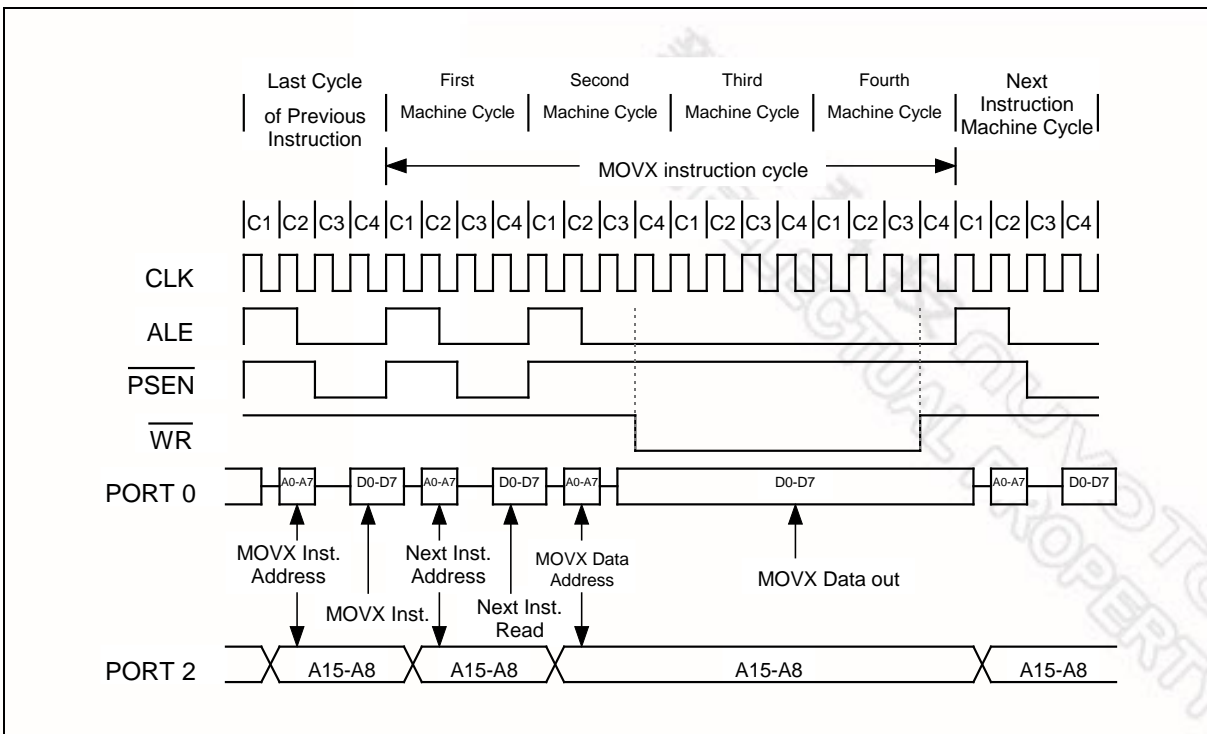 Last Cycle
of Previous
Instruction
First
Machine Cycle
Second
Machine Cycle
Third
Machine Cycle
Fourth
Machine Cycle
Next
Instruction
Machine Cycle
MOVX instruction cycle
C1 C2 C3 C4 C1 C2 C3 C4 C1 C2 C3 C4 C1 C2 C3 C4 C1 C2 C3 C4 C1 C2 C3 C4
CLK
ALE
PSEN
WR
PORT 0
A0-A7 D0-D7 A0-A7 D0-D7 A0-A7 D0-D7 A0-A7 D0-D7
MOVX Inst.
Address
MOVX Inst.
Next Inst.
Address
Next Inst.
Read
MOVX Data
Address
MOVX Data out
PORT 2
A15-A8 A15-A8 A15-A8 A15-A8
NUVOTO
LECTUAL PROPERTY